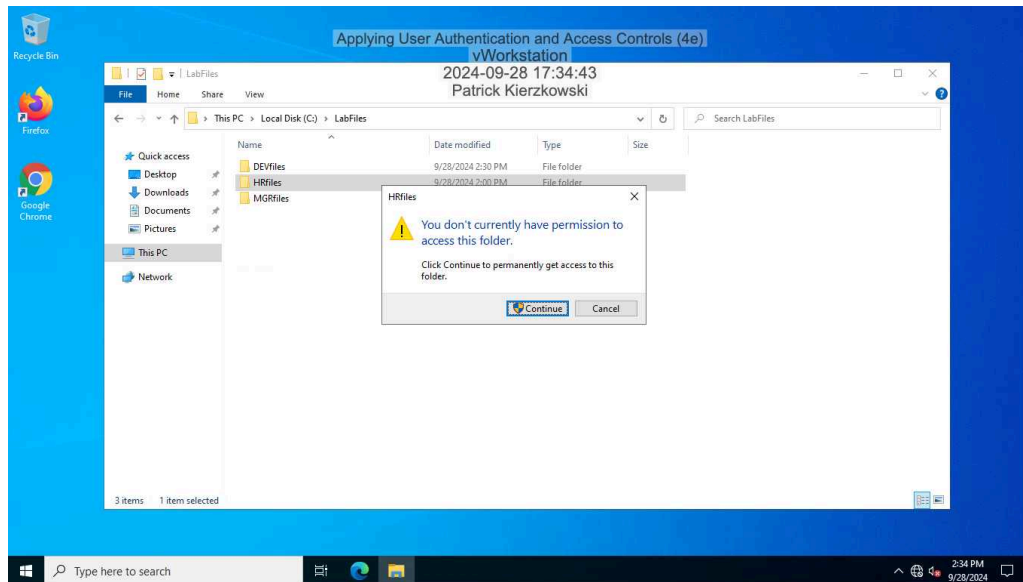 Recycle Bin
Applying User Authentication and Access Controls (4e)
vWorkstation
2024-09-28 17:34:43
Patrick Kierzkowski
LabFiles
File Home Share View
This PC > Local Disk (C:) > LabFiles
Search LabFiles
Firefox
Google
Chrome
Quick access
Desktop
Downloads
Documents
Pictures
This PC
Network
Name Date modified Type Size
DEVfiles 9/28/2024 2:30 PM File folder
HRfiles 9/28/2024 2:00 PM File folder
MGRfiles
HRfiles
You don't currently have permission to
access this folder.
Click Continue to permanently get access to this
folder.
Continue Cancel
3 items 1 item selected
Type here to search
2:34 PM
9/28/2024